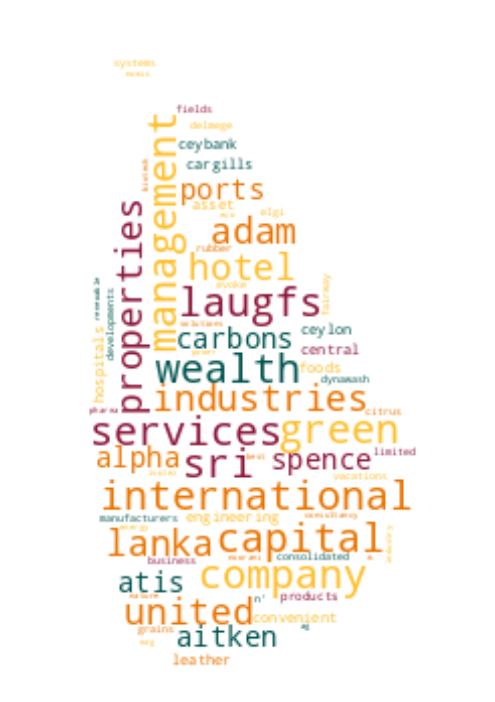 systems
fields
delmege
ceybank
cargills
management
ports
asset
elgi
adam
rubber
properties
hotel
evoke
fairway
laugfs
solutions
renewable
developments
carbons
ceylon
central
hospitals
wealth
foods
dynawash
pharma
industries
citrus
services
green
limited
alpha
sri
spence
vacations
international
manufacturers
engineering
consultancy
energy
lanka
capital
business
consolidated
company
atis
nature
n'
products
united
convenient
grains
aitken
leather